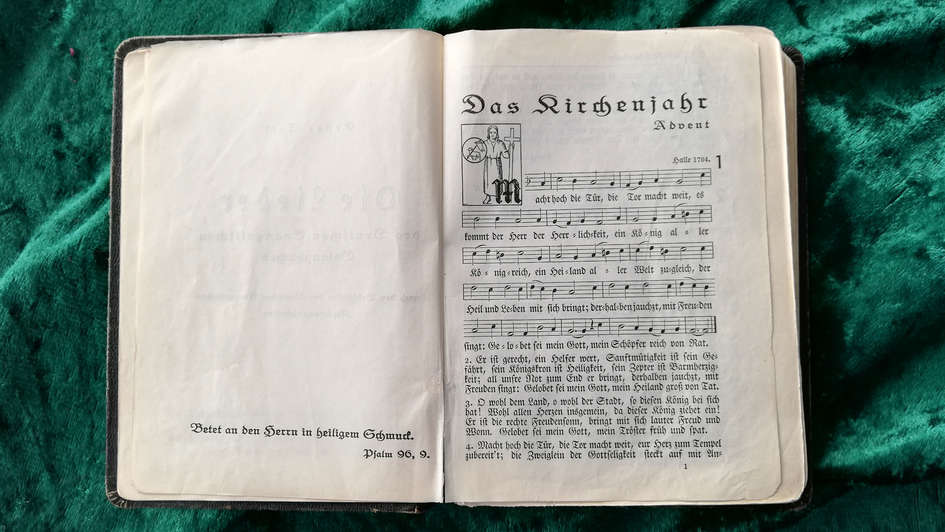 Betet an den Herrn in heiligem Schmuck.
Psalm 96, 9.
Das Kirchenjahr
Advent
Halle 1704. 1
Macht hoch die Tür, die Tor macht weit, es
kommt der Herr der Herr-lich-keit, ein Kö-nig al-ler
Kö-nigreich, ein Hei-land al-ler Welt zugleich, der
Heil und Le-ben mit sich bringt; der-hal-ben jauchzt, mit Freu-den
singt: Ge-lo-bet sei mein Gott, mein Schöpfer reich von Rat.
2. Er ist gerecht, ein Helfer wert, Sanftmütigkeit ist sein Ge-
fährt, sein Königskron ist Heiligkeit, sein Zepter ist Barmherzig-
keit; all unsre Not zum End er bringt, derhalben jauchzt, mit
Freuden singt: Gelobet sei mein Gott, mein Heiland groß von Tat.
3. O wohl dem Land, o wohl der Stadt, so diesen König bei sich
hat! Wohl allen Herzen insgemein, da dieser König ziehet ein!
Er ist die rechte Freudensonn, bringt mit sich lauter Freud und
Wonn. Gelobet sei mein Gott, mein Tröster früh und spat.
4. Macht hoch die Tür, die Tor macht weit, eur Herz zum Tempel
zubereit't; die Zweiglein der Gottseligkeit steckt auf mit An-
1